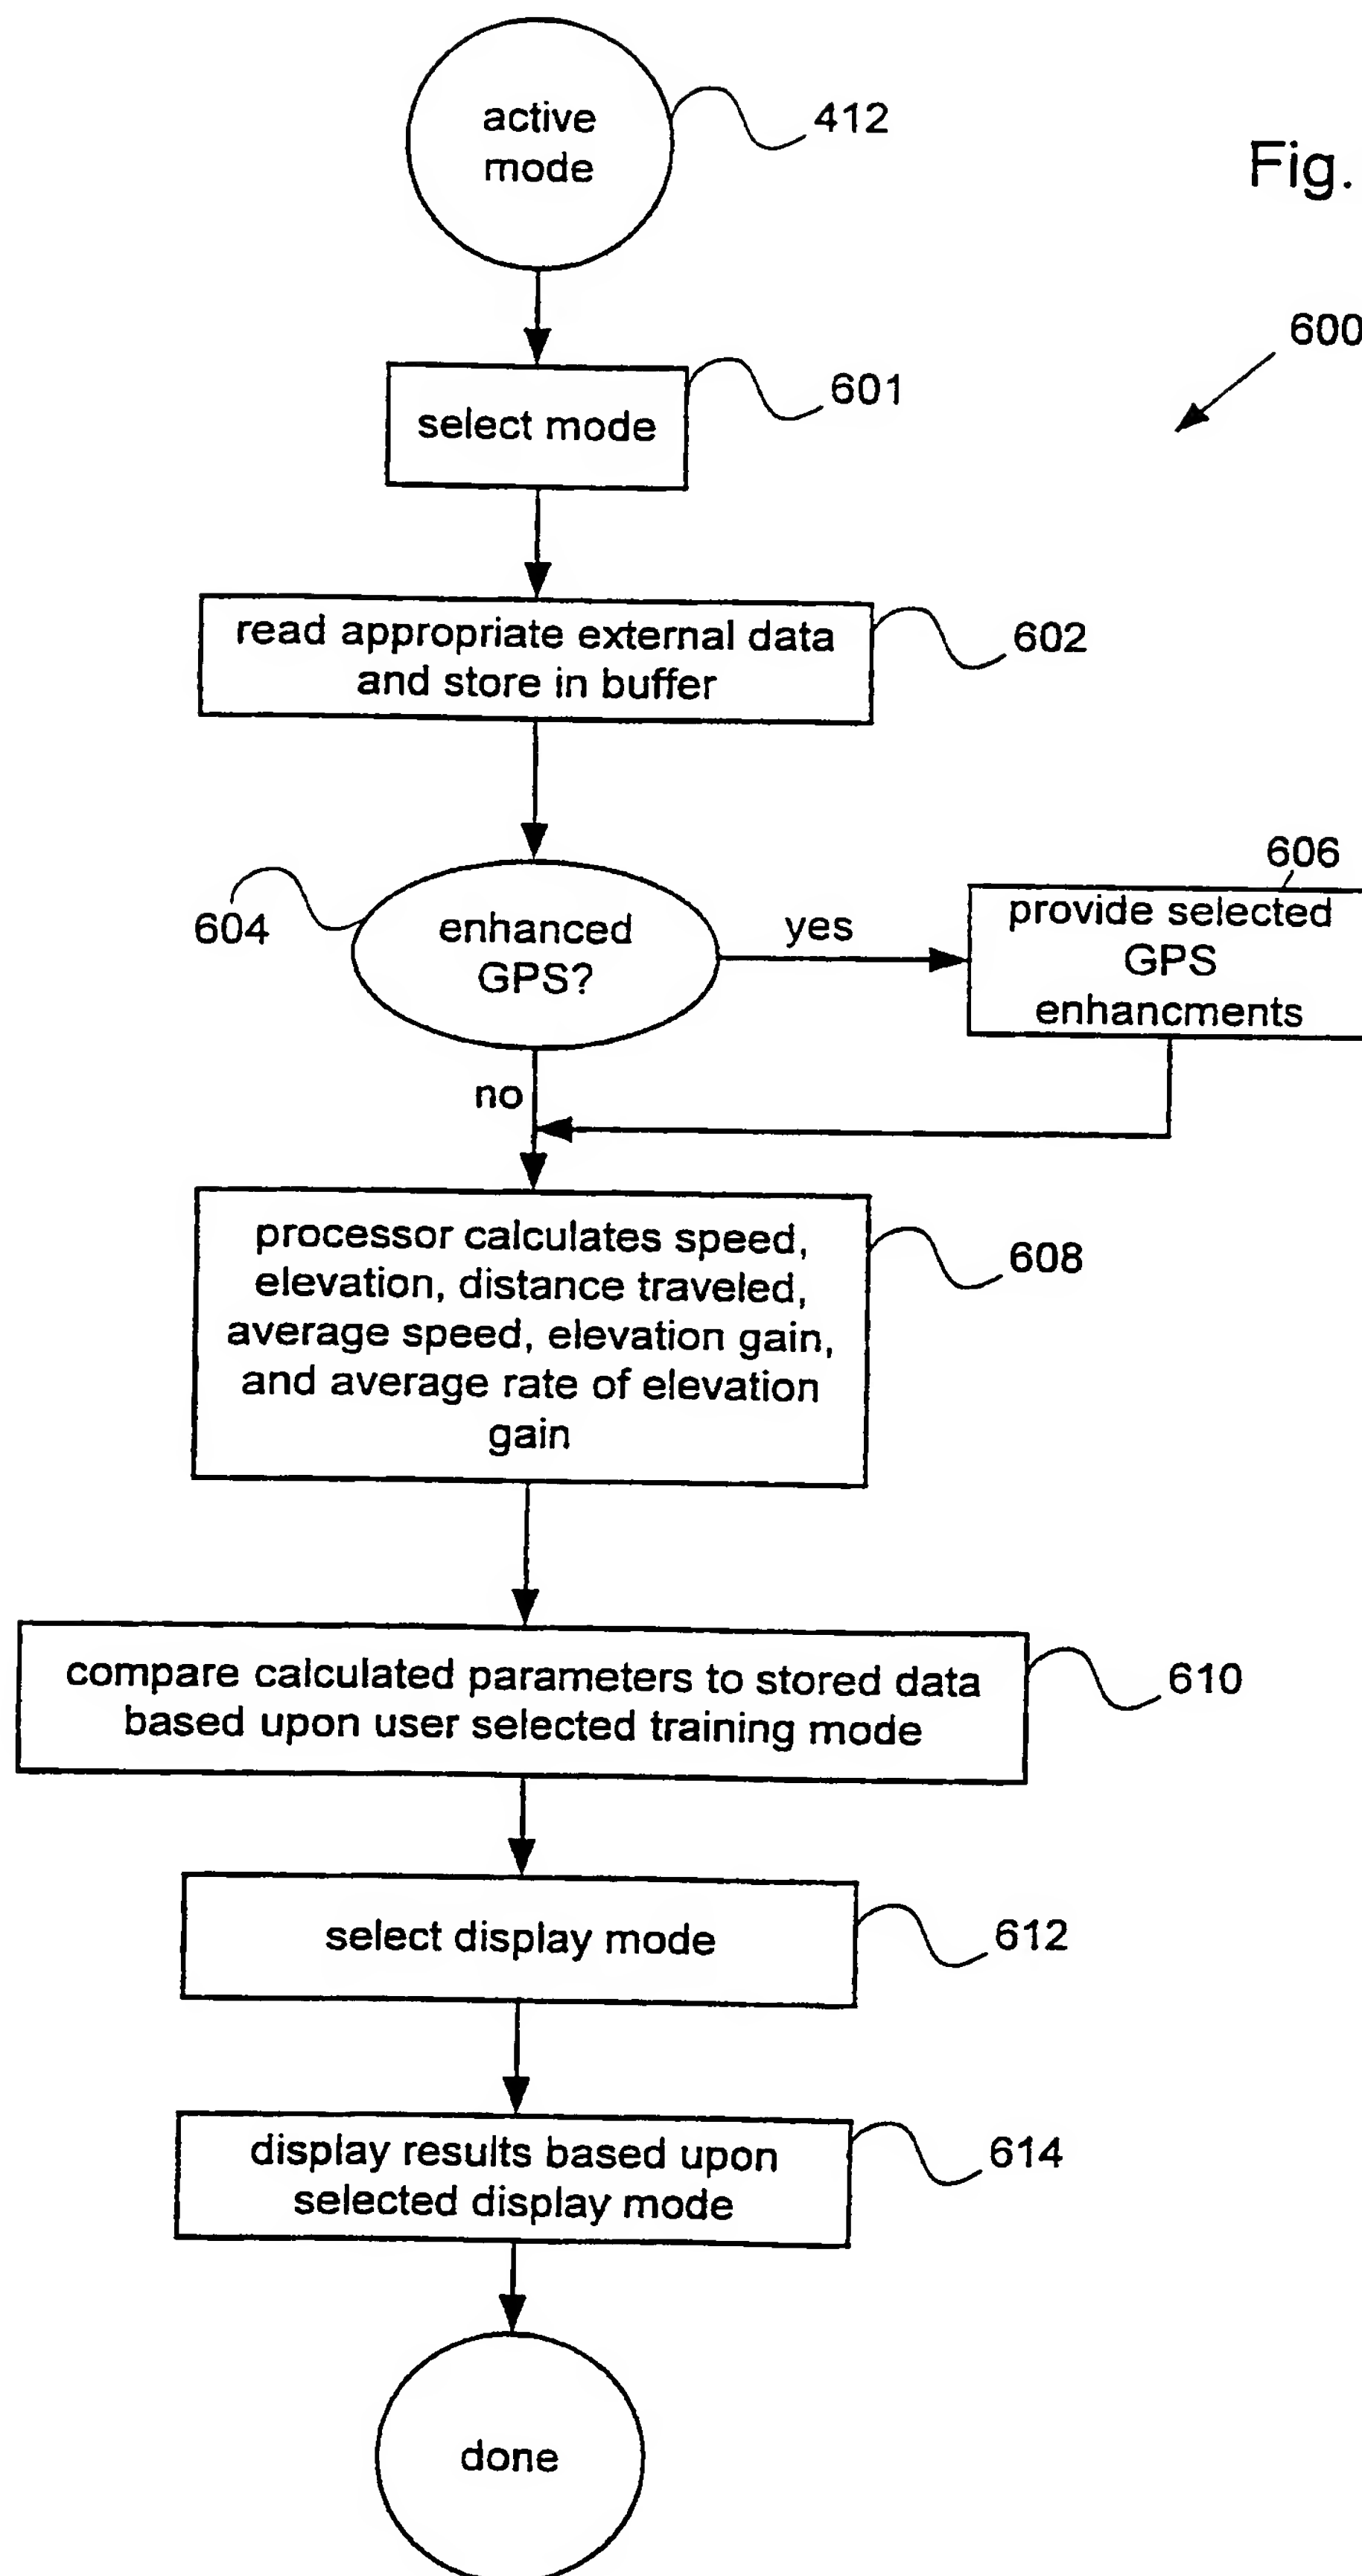 active
mode
412
Fig.
600
select mode
601
read appropriate external data
and store in buffer
602
604
enhanced
GPS?
yes
606
provide selected
GPS
enhancments
no
processor calculates speed,
elevation, distance traveled,
average speed, elevation gain,
and average rate of elevation
gain
608
compare calculated parameters to stored data
based upon user selected training mode
610
select display mode
612
display results based upon
selected display mode
614
done